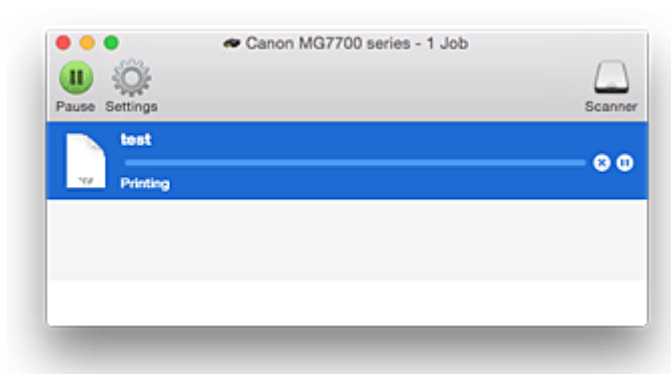 Canon MG7700 series - 1 Job
Pause Settings
Scanner
test
Printing